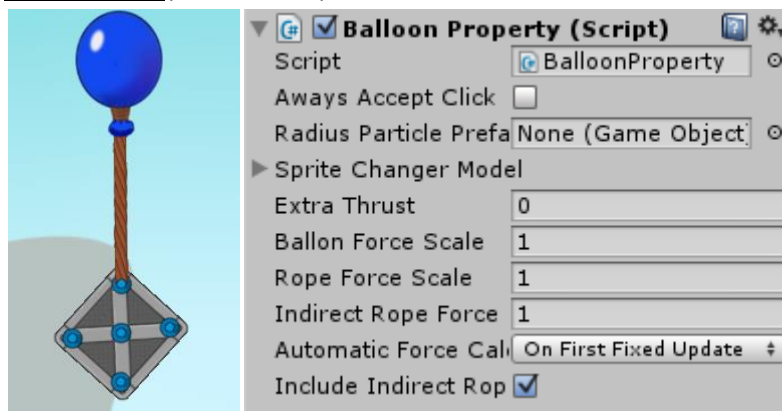 Balloon Property (Script)
Script BalloonProperty
Aways Accept Click
Radius Particle Prefa None (Game Object)
Sprite Changer Model
Extra Thrust 0
Ballon Force Scale 1
Rope Force Scale 1
Indirect Rope Force 1
Automatic Force Cal On First Fixed Update
Include Indirect Rop